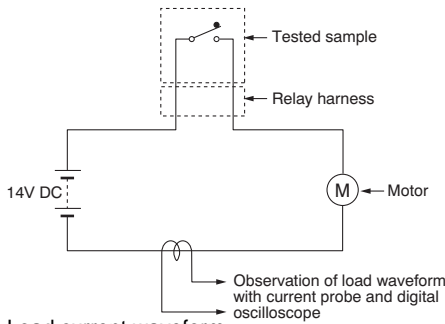 Tested sample
Relay harness
14V DC
M
Motor
Observation of load waveform
with current probe and digital
oscilloscope
Load current waveform